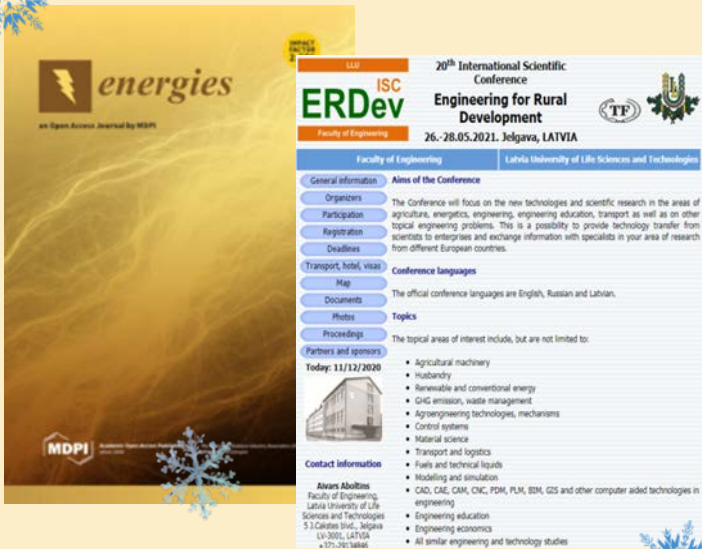 IMPACT
FACTOR
energies
an Open Access Journal by MDPI
MDPI
LLU
ISC
ERDev
Faculty of Engineering
20th International Scientific
Conference
Engineering for Rural
Development
26.-28.05.2021. Jelgava, LATVIA
TF
Faculty of Engineering
Latvia University of Life Sciences and Technologies
General information
Organizers
Participation
Registration
Deadlines
Transport, hotel, visas
Map
Documents
Photos
Proceedings
Partners and sponsors
Today: 11/12/2020
Contact information
Aivars Aboltins
Faculty of Engineering,
Latvia University of Life
Sciences and Technologies
5 J.Cakstes blvd., Jelgava
LV-3001, LATVIA
+371-29134846
Aims of the Conference
The Conference will focus on the new technologies and scientific research in the areas of
agriculture, energetics, engineering, engineering education, transport as well as on other
topical engineering problems. This is a possibility to provide technology transfer from
scientists to enterprises and exchange information with specialists in your area of research
from different European countries.
Conference languages
The official conference languages are English, Russian and Latvian.
Topics
The topical areas of interest include, but are not limited to:
• Agricultural machinery
• Husbandry
• Renewable and conventional energy
• GHG emission, waste management
• Agroengineering technologies, mechanisms
• Control systems
• Material science
• Transport and logistics
• Fuels and technical liquids
• Modelling and simulation
• CAD, CAE, CAM, CNC, PDM, PLM, BIM, GIS and other computer aided technologies in
engineering
• Engineering education
• Engineering economics
• All similar engineering and technology studies